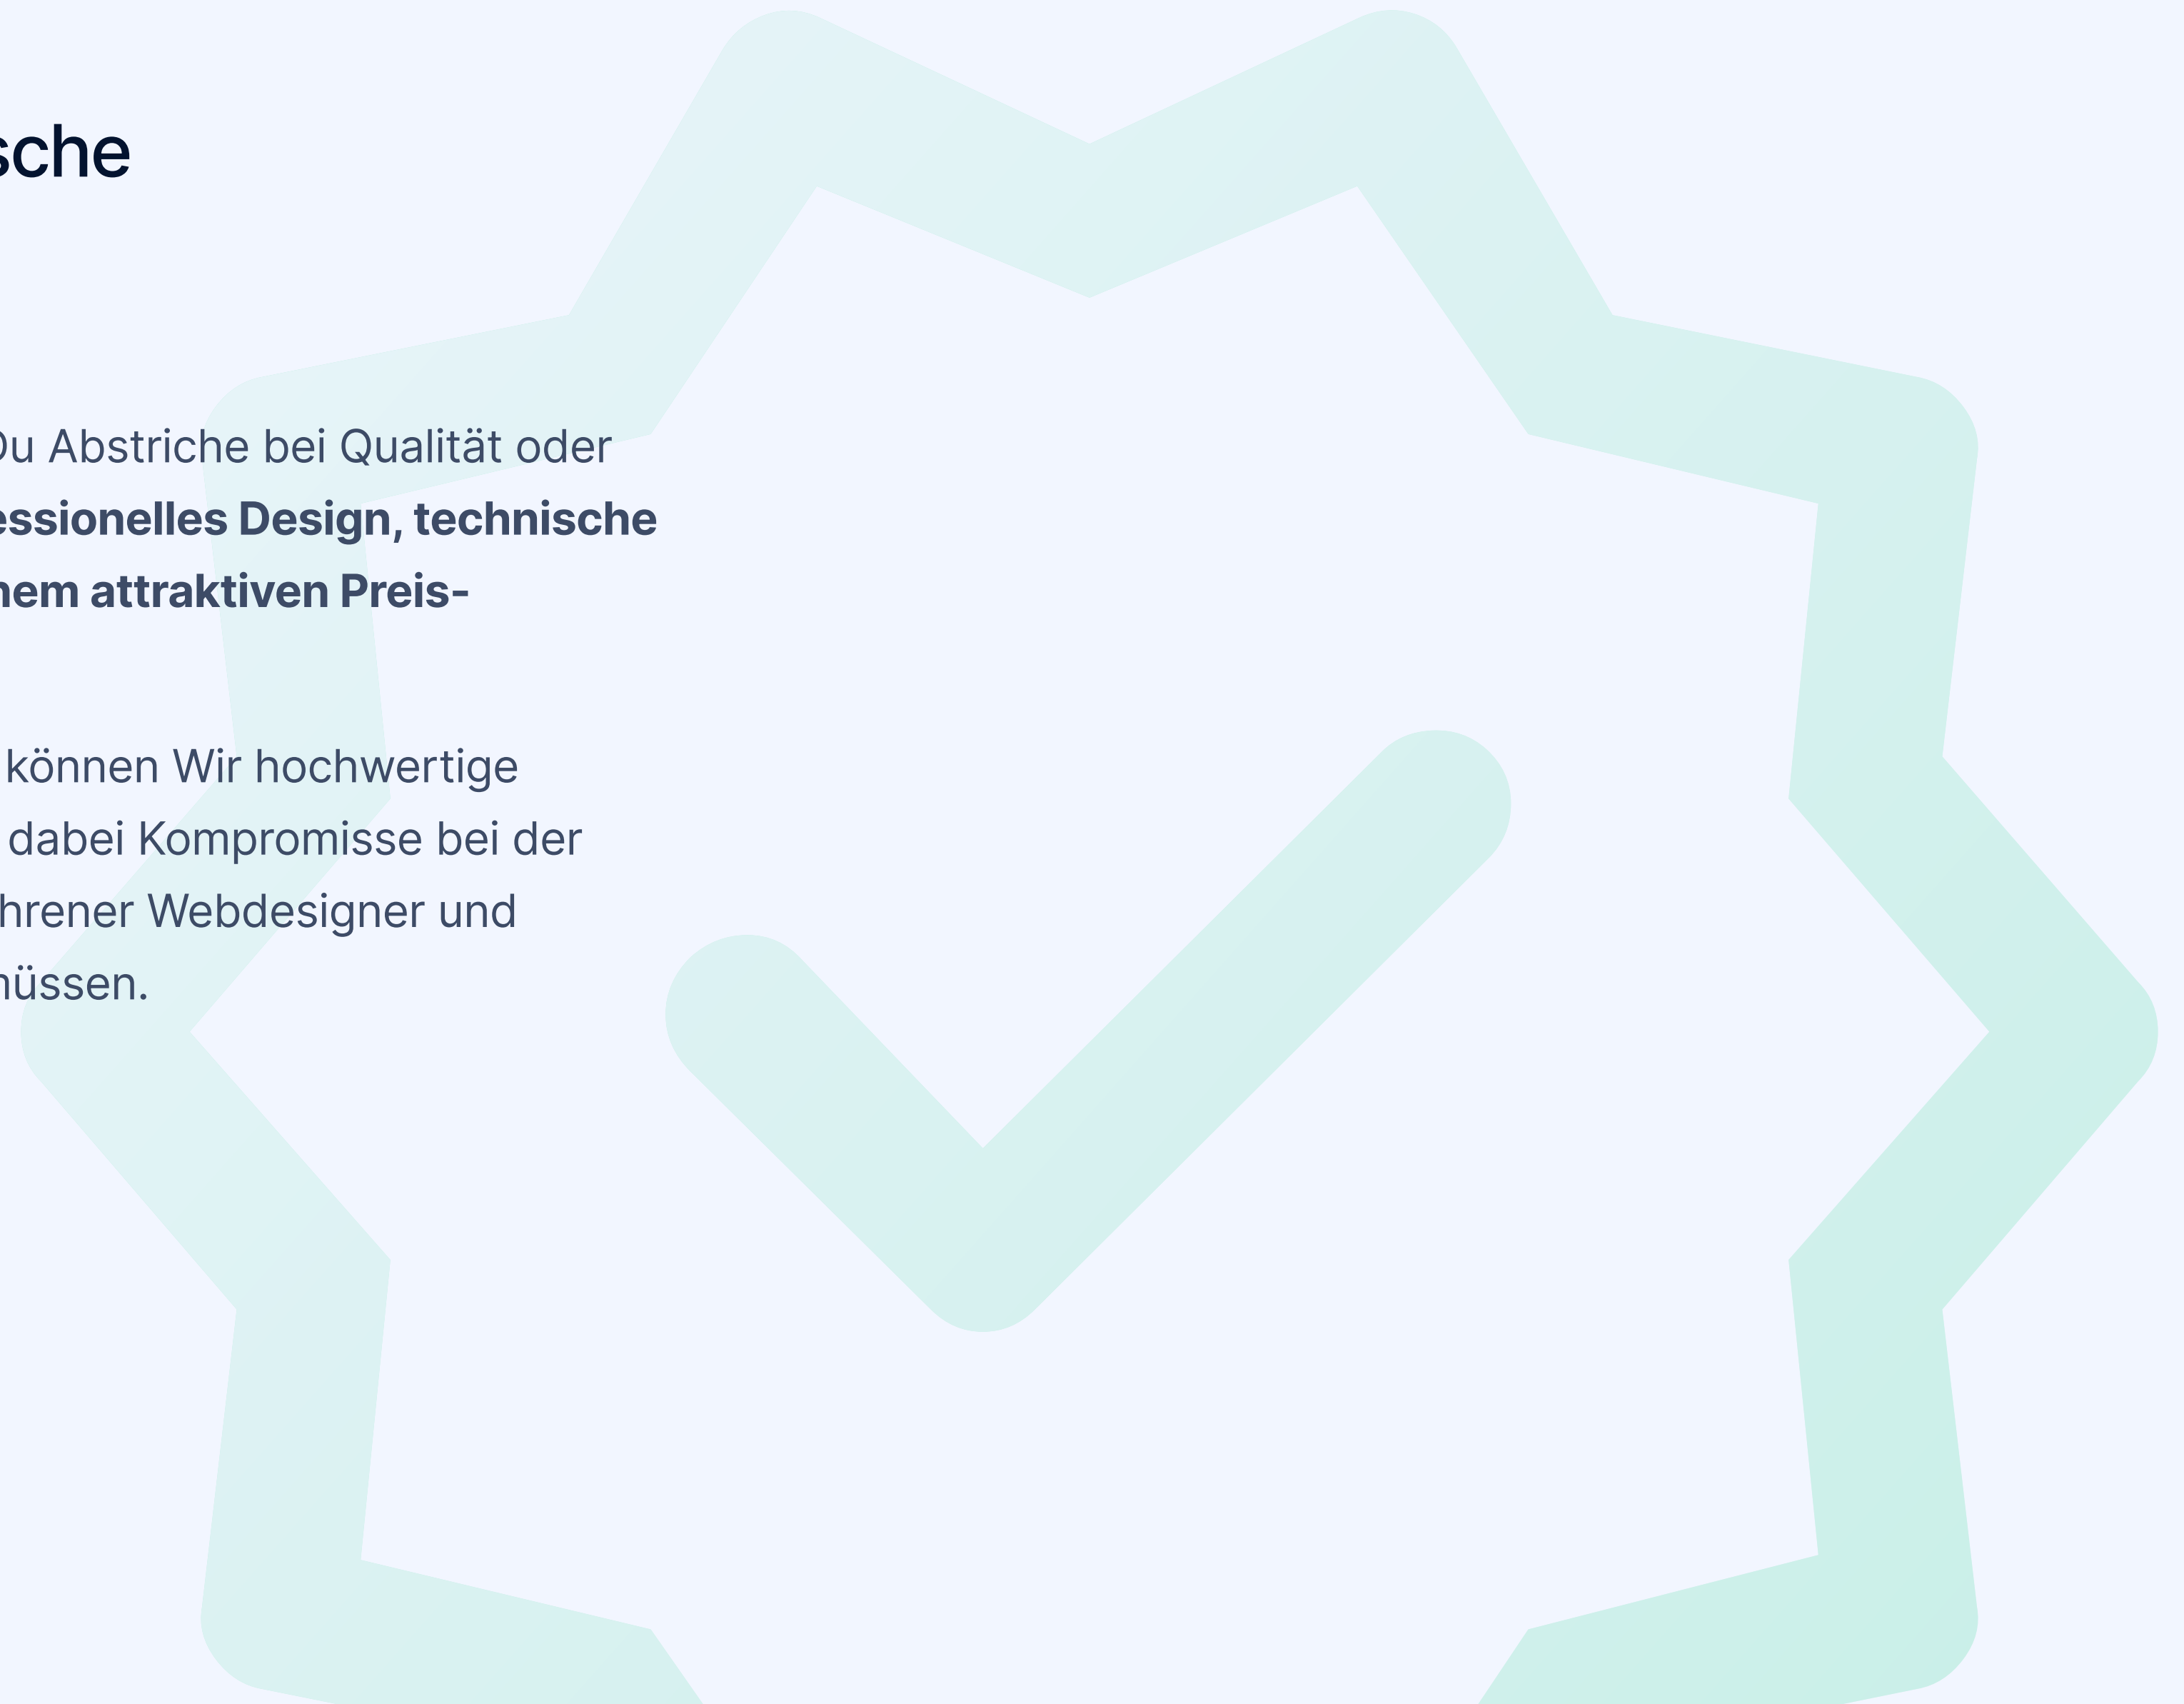 sche
Du Abstriche bei Qualität oder
essionelles Design, technische
nem attraktiven Preis-
können Wir hochwertige
dabei Kompromisse bei der
hrener Webdesigner und
müssen.